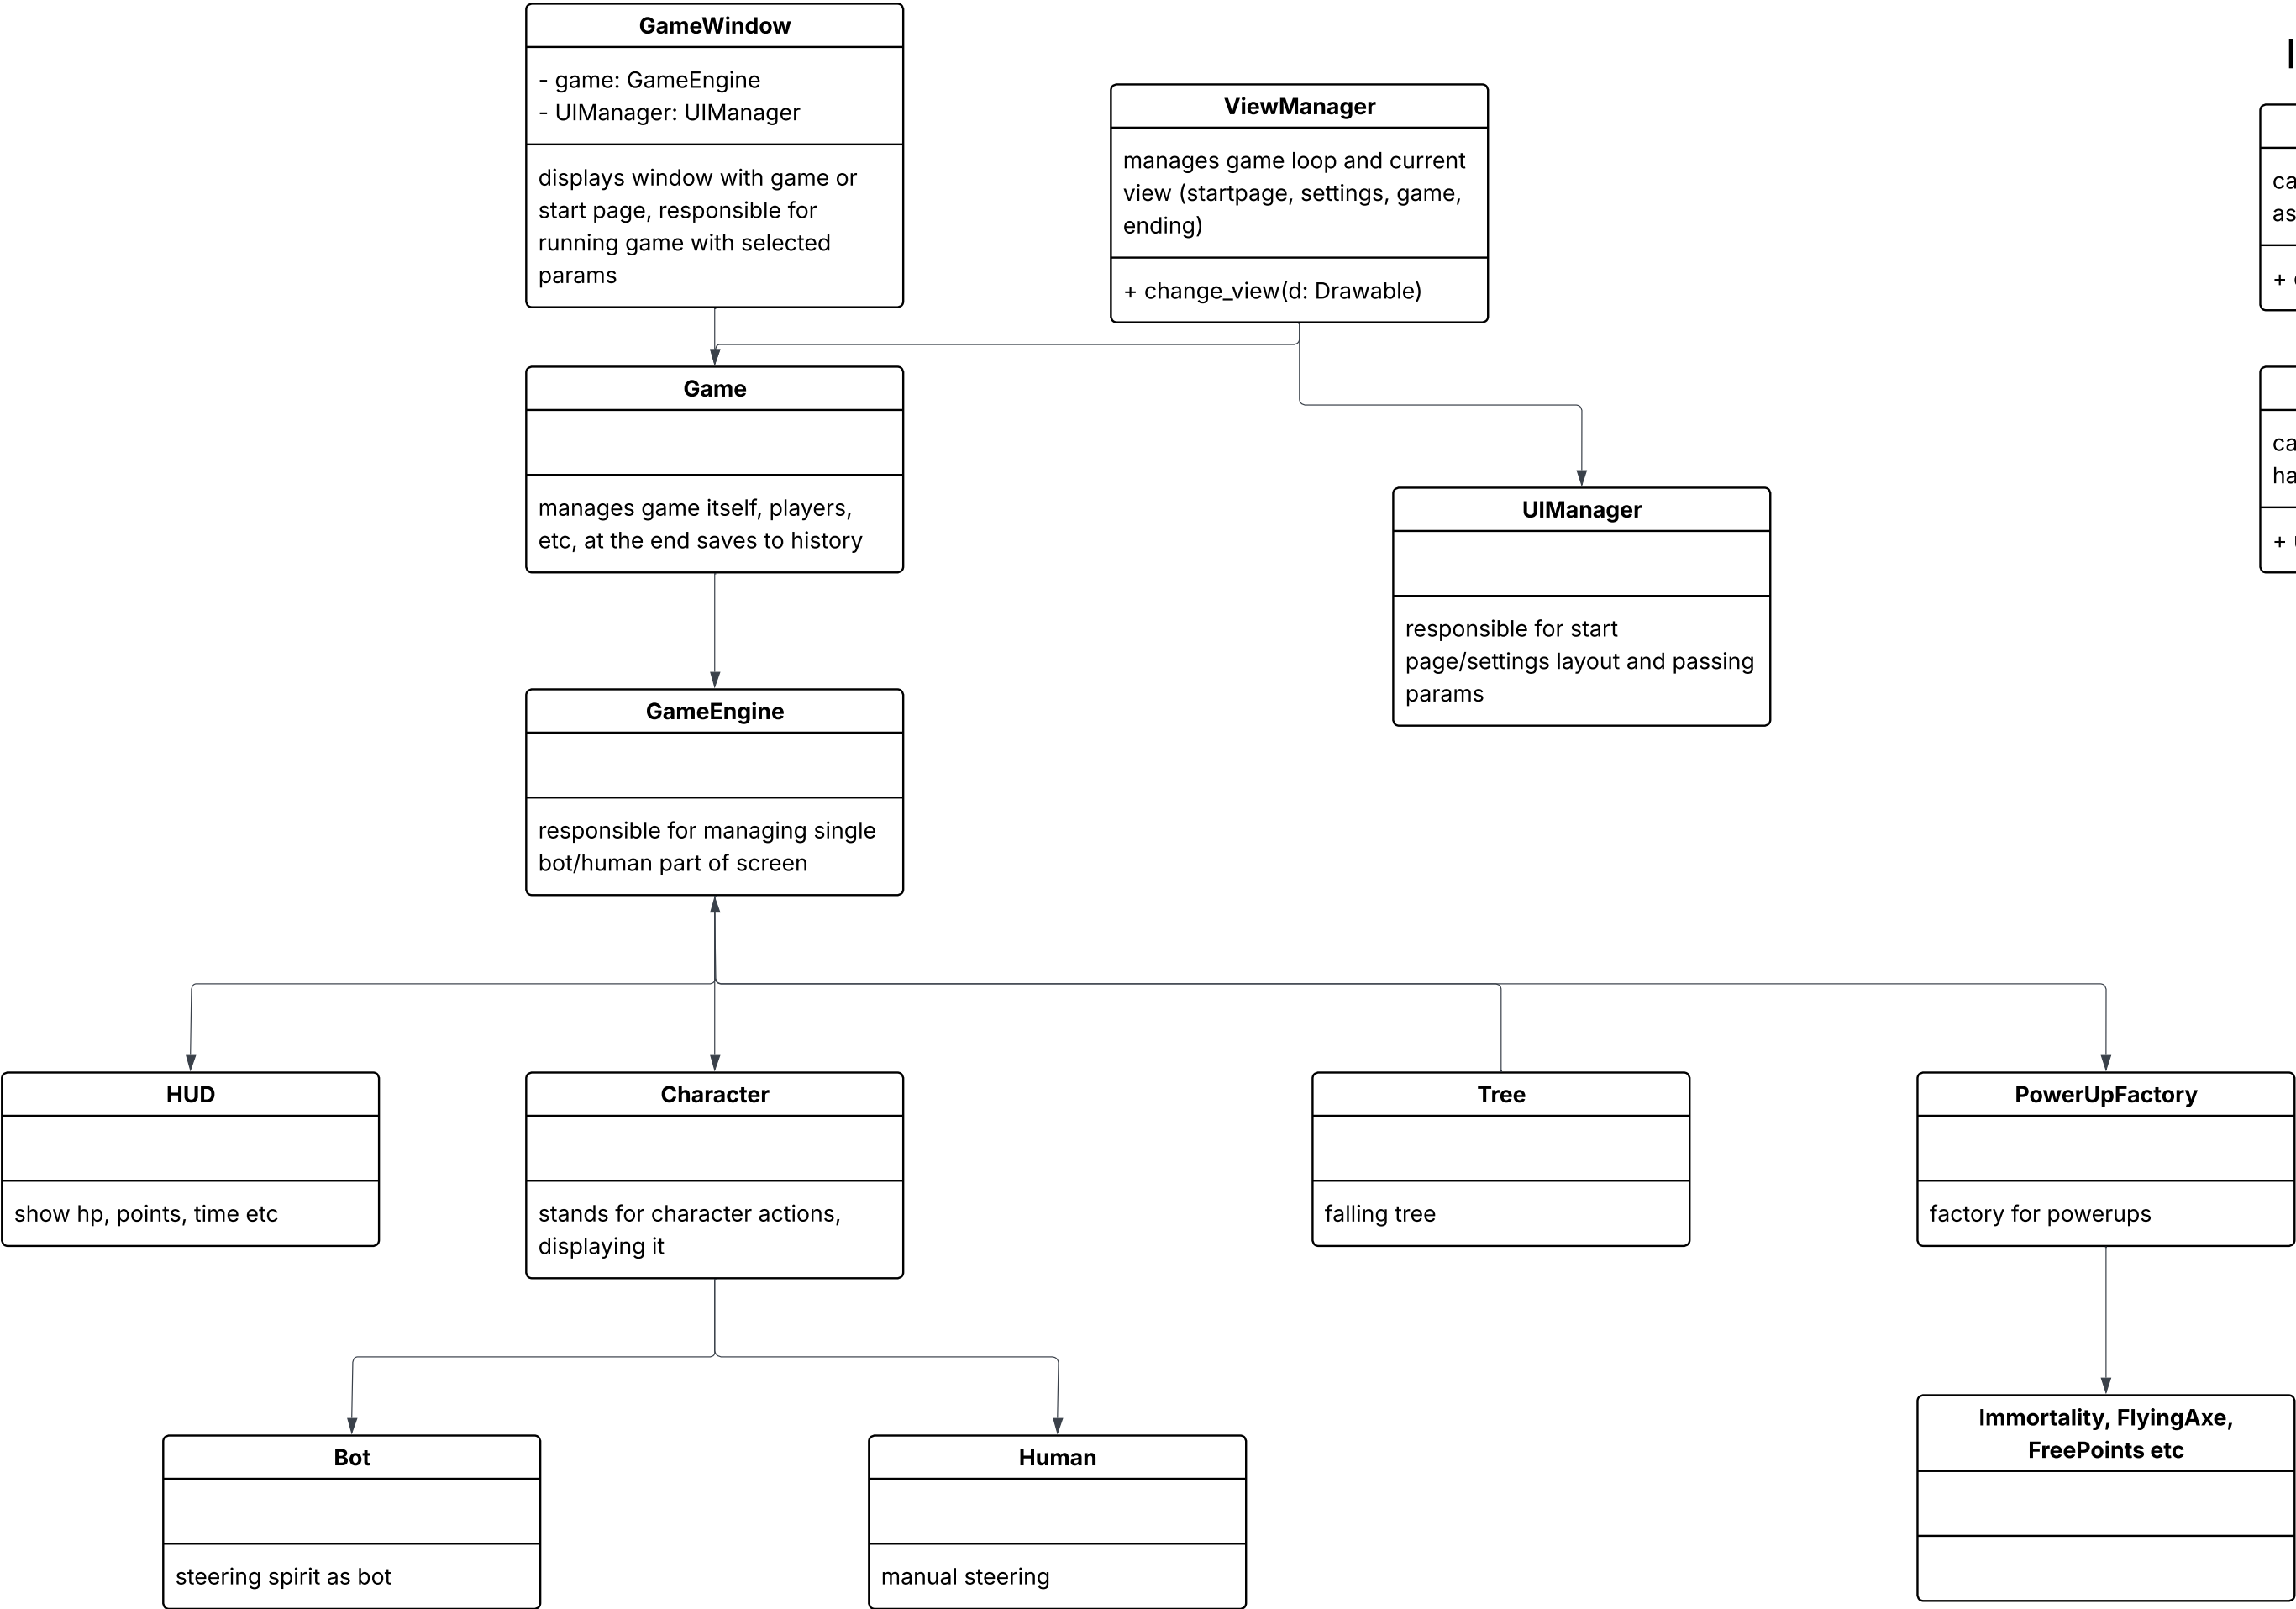 GameWindow
- game: GameEngine
- UIManager: UIManager
displays window with game or
start page, responsible for
running game with selected
params
ViewManager
manages game loop and current
view (startpage, settings, game,
ending)
+ change_view(d: Drawable)
ca
as
+
Game
manages game itself, players,
etc, at the end saves to history
ca
ha
+
UIManager
responsible for start
page/settings layout and passing
params
GameEngine
responsible for managing single
bot/human part of screen
HUD
show hp, points, time etc
Character
stands for character actions,
displaying it
Tree
falling tree
PowerUpFactory
factory for powerups
Bot
steering spirit as bot
Human
manual steering
Immortality, FlyingAxe,
FreePoints etc